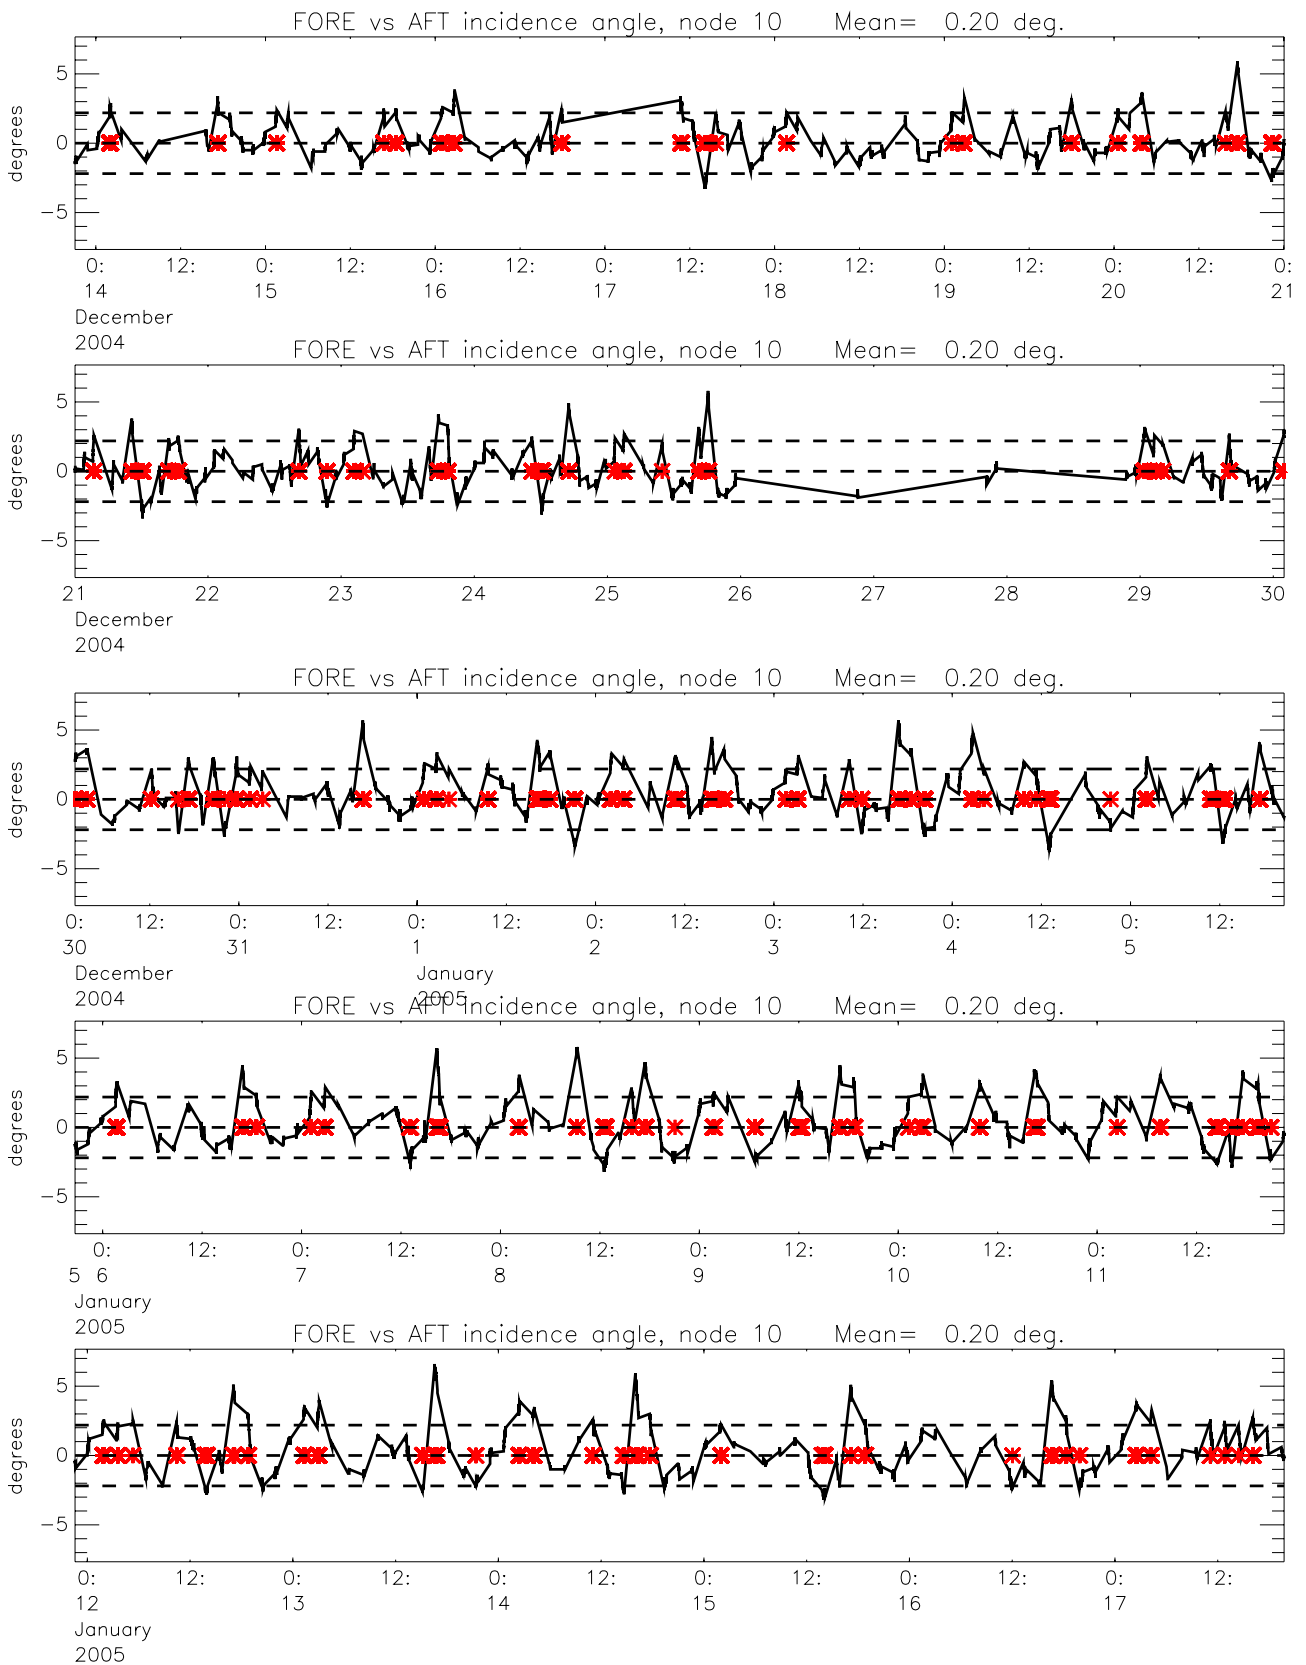 FORE vs AFT incidence angle, node 10 Mean= 0.20 deg.
5
degrees
0
−5
0: 12: 0: 12: 0: 12: 0: 12: 0: 12: 0: 12: 0: 12: 0:
14 15 16 17 18 19 20 21
December
2004
FORE vs AFT incidence angle, node 10 Mean= 0.20 deg.
5
degrees
0
−5
21 22 23 24 25 26 27 28 29 30
December
2004
FORE vs AFT incidence angle, node 10 Mean= 0.20 deg.
5
degrees
0
−5
0: 12: 0: 12: 0: 12: 0: 12: 0: 12: 0: 12: 0: 12:
30 31 1 2 3 4 5
December January
2004 2005
FORE vs AFT incidence angle, node 10 Mean= 0.20 deg.
5
degrees
0
−5
0: 12: 0: 12: 0: 12: 0: 12: 0: 12: 0: 12:
5 6 7 8 9 10 11
January
2005
FORE vs AFT incidence angle, node 10 Mean= 0.20 deg.
5
degrees
0
−5
0: 12: 0: 12: 0: 12: 0: 12: 0: 12: 0: 12:
12 13 14 15 16 17
January
2005